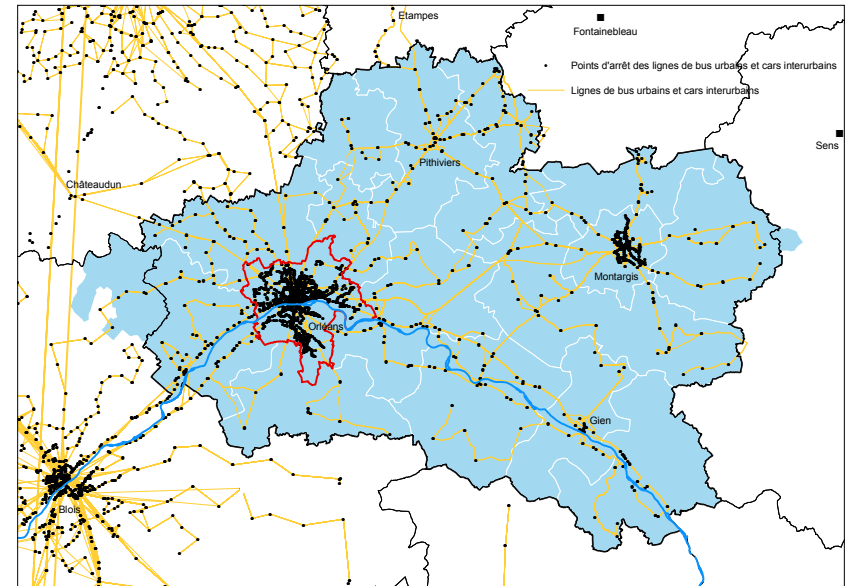 Etampes
Fontainebleau
Points d'arrêt des lignes de bus urbains et cars interurbains
Lignes de bus urbains et cars interurbains
Sens
Pithiviers
Châteaudun
Montargis
Orléans
Gien
Blois